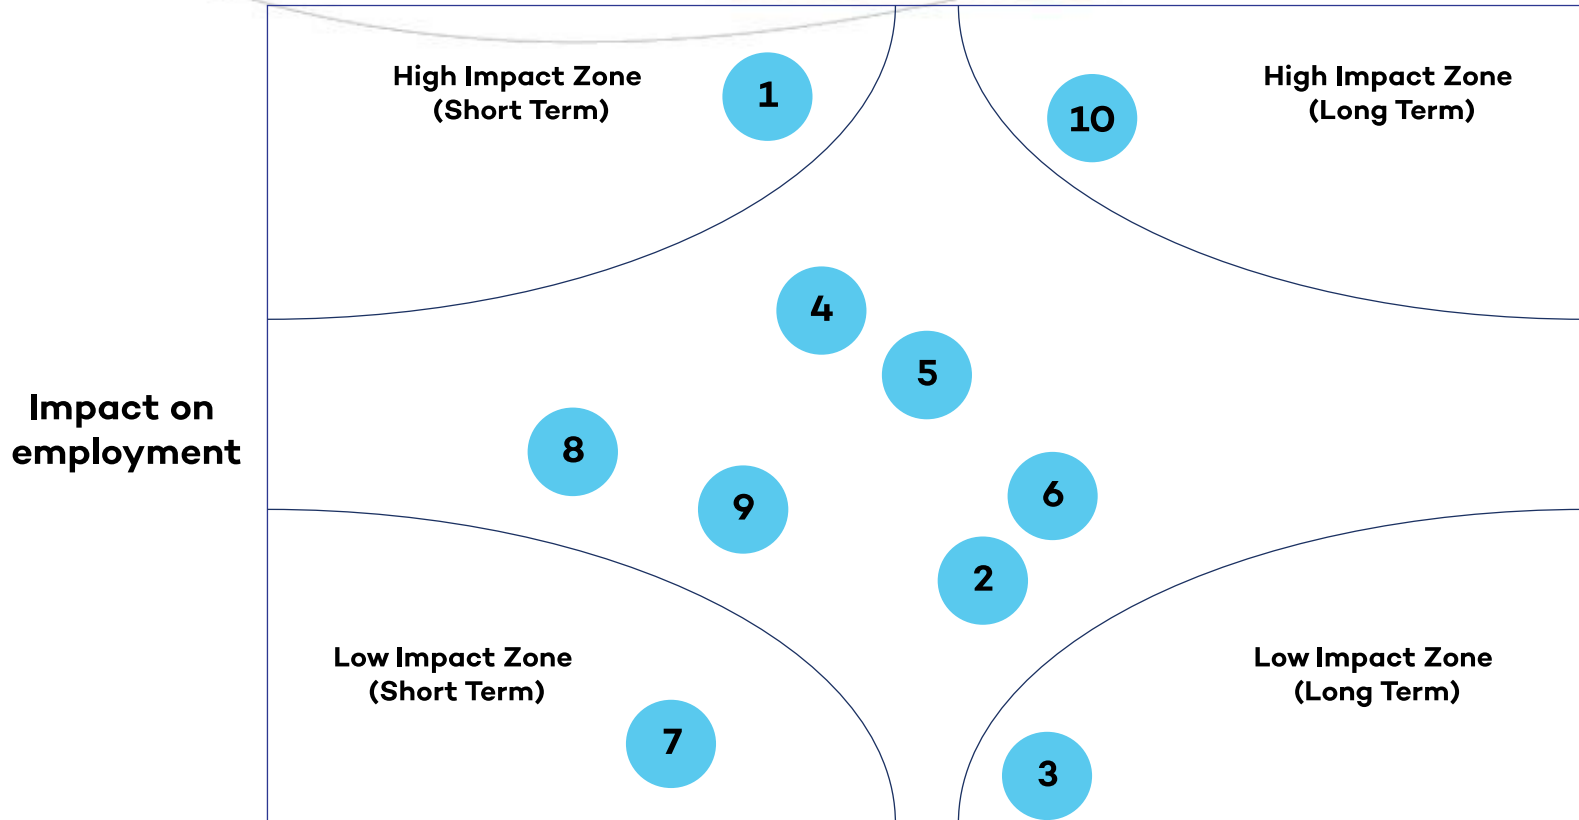 High Impact Zone
(Short Term)
1
10
High Impact Zone
(Long Term)
4
5
Impact on
employment
8
9
6
2
Low Impact Zone
(Short Term)
7
Low Impact Zone
(Long Term)
3